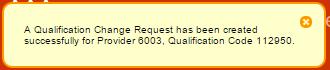 A Qualification Change Request has been created
successfully for Provider 6003, Qualification Code 112950.